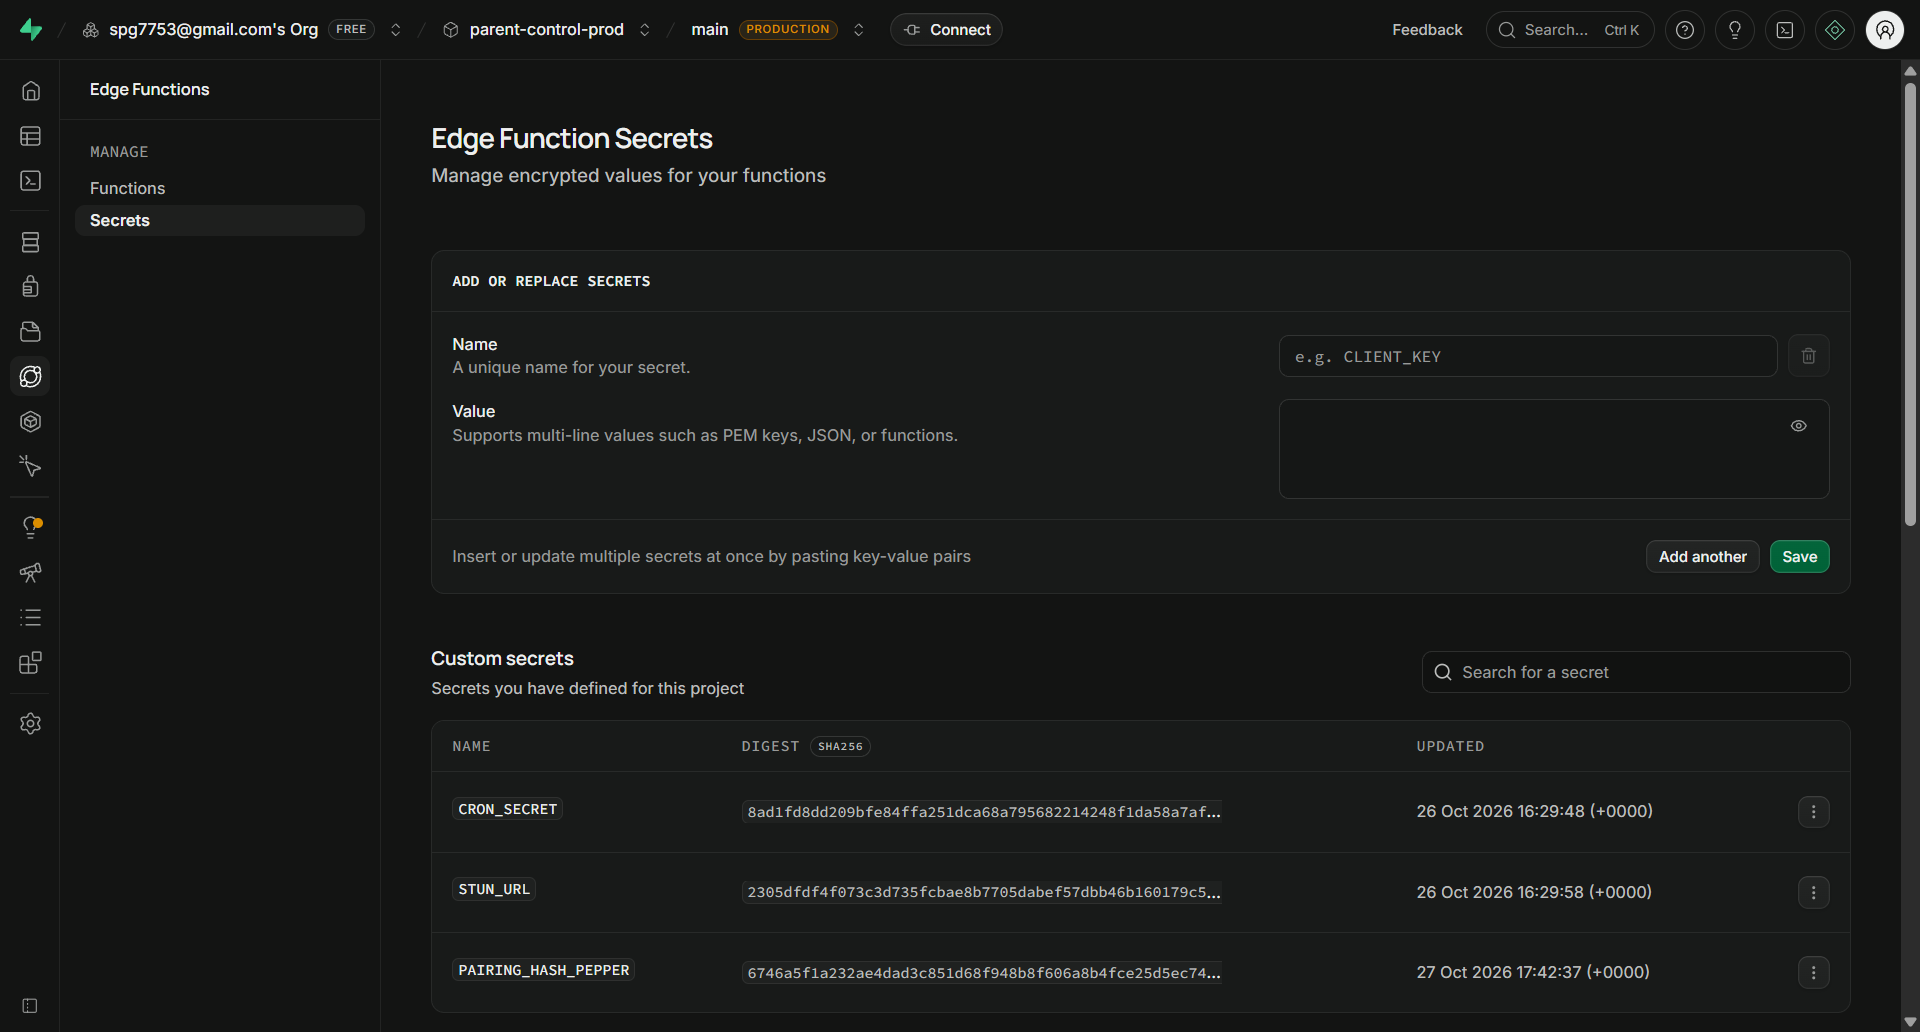 spg7753@gmail.com's Org FREE parent-control-prod main PRODUCTION Connect Feedback Search... Ctrl K
Edge Functions
MANAGE
Functions
Secrets
Edge Function Secrets
Manage encrypted values for your functions
ADD OR REPLACE SECRETS
Name
A unique name for your secret.
e.g. CLIENT_KEY
Value
Supports multi-line values such as PEM keys, JSON, or functions.
Insert or update multiple secrets at once by pasting key-value pairs
Add another Save
Custom secrets
Secrets you have defined for this project
Search for a secret
NAME DIGEST SHA256 UPDATED
CRON_SECRET 8ad1fd8dd209bfe84ffa251dca68a795682214248f1da58a7af... 26 Oct 2026 16:29:48 (+0000)
STUN_URL 2305dfdf4f073c3d735fcbae8b7705dabef57dbb46b160179c5... 26 Oct 2026 16:29:58 (+0000)
PAIRING_HASH_PEPPER 6746a5f1a232ae4dad3c851d68f948b8f606a8b4fce25d5ec74... 27 Oct 2026 17:42:37 (+0000)